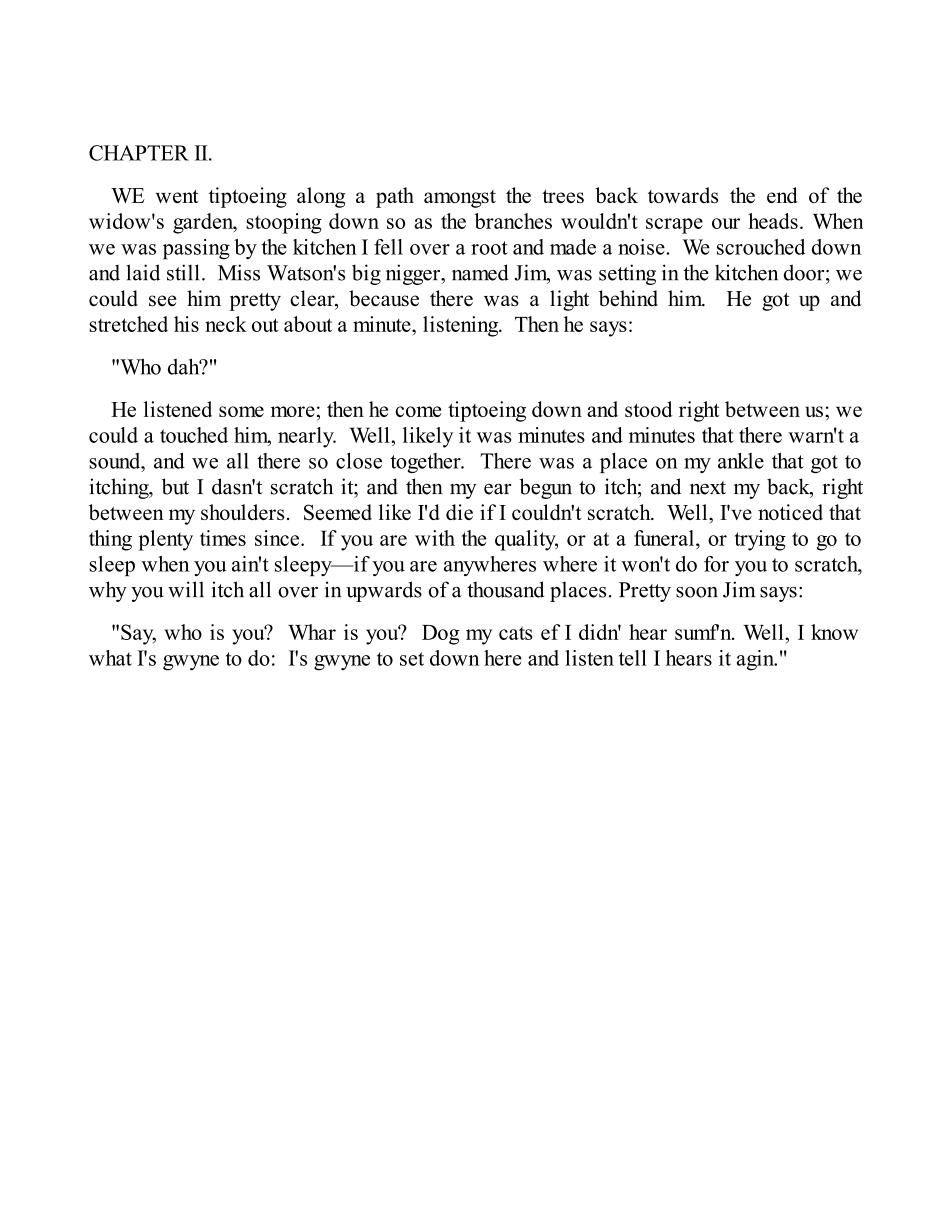 CHAPTER II.
WE went tiptoeing along a path amongst the trees back towards the end of the
widow's garden, stooping down so as the branches wouldn't scrape our heads. When
we was passing by the kitchen I fell over a root and made a noise.  We scrouched down
and laid still.  Miss Watson's big nigger, named Jim, was setting in the kitchen door; we
could see him pretty clear, because there was a light behind him.  He got up and
stretched his neck out about a minute, listening.  Then he says:
"Who dah?"
He listened some more; then he come tiptoeing down and stood right between us; we
could a touched him, nearly.  Well, likely it was minutes and minutes that there warn't a
sound, and we all there so close together.  There was a place on my ankle that got to
itching, but I dasn't scratch it; and then my ear begun to itch; and next my back, right
between my shoulders.  Seemed like I'd die if I couldn't scratch.  Well, I've noticed that
thing plenty times since.  If you are with the quality, or at a funeral, or trying to go to
sleep when you ain't sleepy—if you are anywheres where it won't do for you to scratch,
why you will itch all over in upwards of a thousand places. Pretty soon Jim says:
"Say, who is you?  Whar is you?  Dog my cats ef I didn' hear sumf'n. Well, I know
what I's gwyne to do:  I's gwyne to set down here and listen tell I hears it agin."